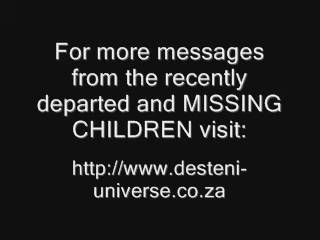 For more messages
from the recently
departed and MISSING
CHILDREN visit:
http://www.desteni-
universe.co.za